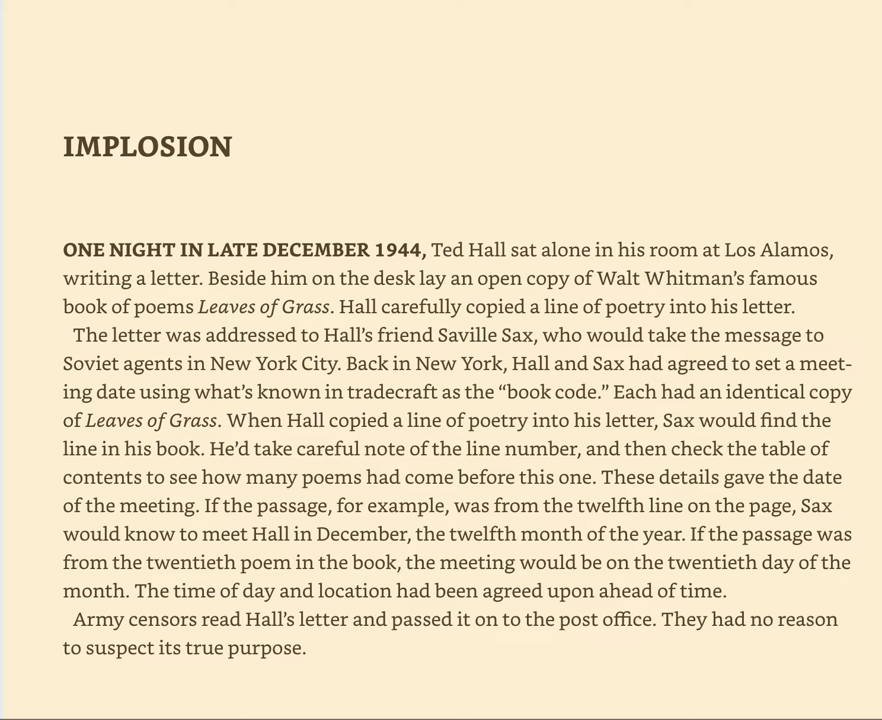 IMPLOSION
ONE NIGHT IN LATE DECEMBER 1944, Ted Hall sat alone in his room at Los Alamos,
writing a letter. Beside him on the desk lay an open copy of Walt Whitman’s famous
book of poems Leaves of Grass. Hall carefully copied a line of poetry into his letter.
The letter was addressed to Hall’s friend Saville Sax, who would take the message to
Soviet agents in New York City. Back in New York, Hall and Sax had agreed to set a meet-
ing date using what’s known in tradecraft as the “book code.” Each had an identical copy
of Leaves of Grass. When Hall copied a line of poetry into his letter, Sax would find the
line in his book. He’d take careful note of the line number, and then check the table of
contents to see how many poems had come before this one. These details gave the date
of the meeting. If the passage, for example, was from the twelfth line on the page, Sax
would know to meet Hall in December, the twelfth month of the year. If the passage was
from the twentieth poem in the book, the meeting would be on the twentieth day of the
month. The time of day and location had been agreed upon ahead of time.
Army censors read Hall’s letter and passed it on to the post office. They had no reason
to suspect its true purpose.